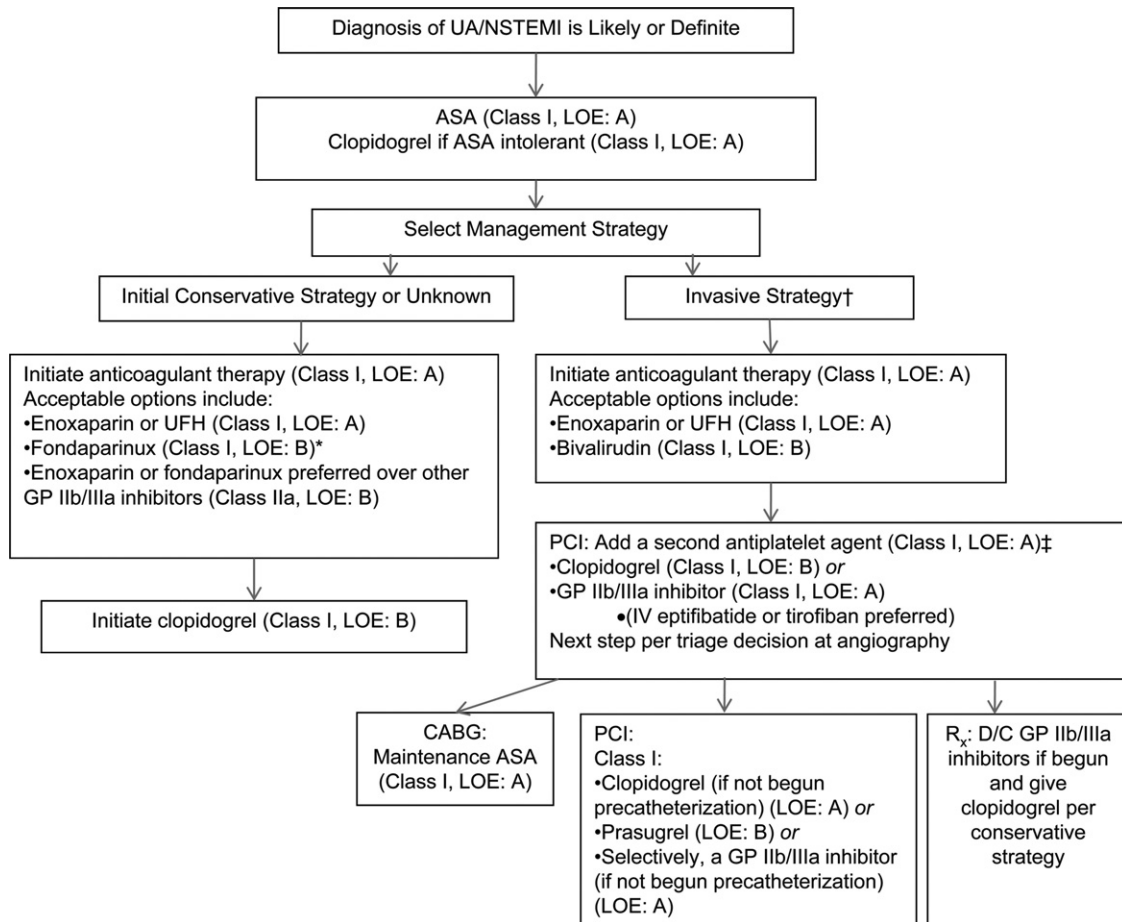 Diagnosis of UA/NSTEMI is Likely or Definite
ASA (Class I, LOE: A)
Clopidogrel if ASA intolerant (Class I, LOE: A)
Select Management Strategy
Initial Conservative Strategy or Unknown
Invasive Strategy†
Initiate anticoagulant therapy (Class I, LOE: A)
Acceptable options include:
•Enoxaparin or UFH (Class I, LOE: A)
•Fondaparinux (Class I, LOE: B)*
•Enoxaparin or fondaparinux preferred over other
GP IIb/IIIa inhibitors (Class IIa, LOE: B)
Initiate clopidogrel (Class I, LOE: B)
Initiate anticoagulant therapy (Class I, LOE: A)
Acceptable options include:
•Enoxaparin or UFH (Class I, LOE: A)
•Bivalirudin (Class I, LOE: B)
PCI: Add a second antiplatelet agent (Class I, LOE: A)‡
•Clopidogrel (Class I, LOE: B) or
•GP IIb/IIIa inhibitor (Class I, LOE: A)
•(IV eptifibatide or tirofiban preferred)
Next step per triage decision at angiography
CABG:
Maintenance ASA
(Class I, LOE: A)
PCI:
Class I:
•Clopidogrel (if not begun
precatheterization) (LOE: A) or
•Prasugrel (LOE: B) or
•Selectively, a GP IIb/IIIa inhibitor
(if not begun precatheterization)
(LOE: A)
Rx: D/C GP IIb/IIIa
inhibitors if begun
and give
clopidogrel per
conservative
strategy